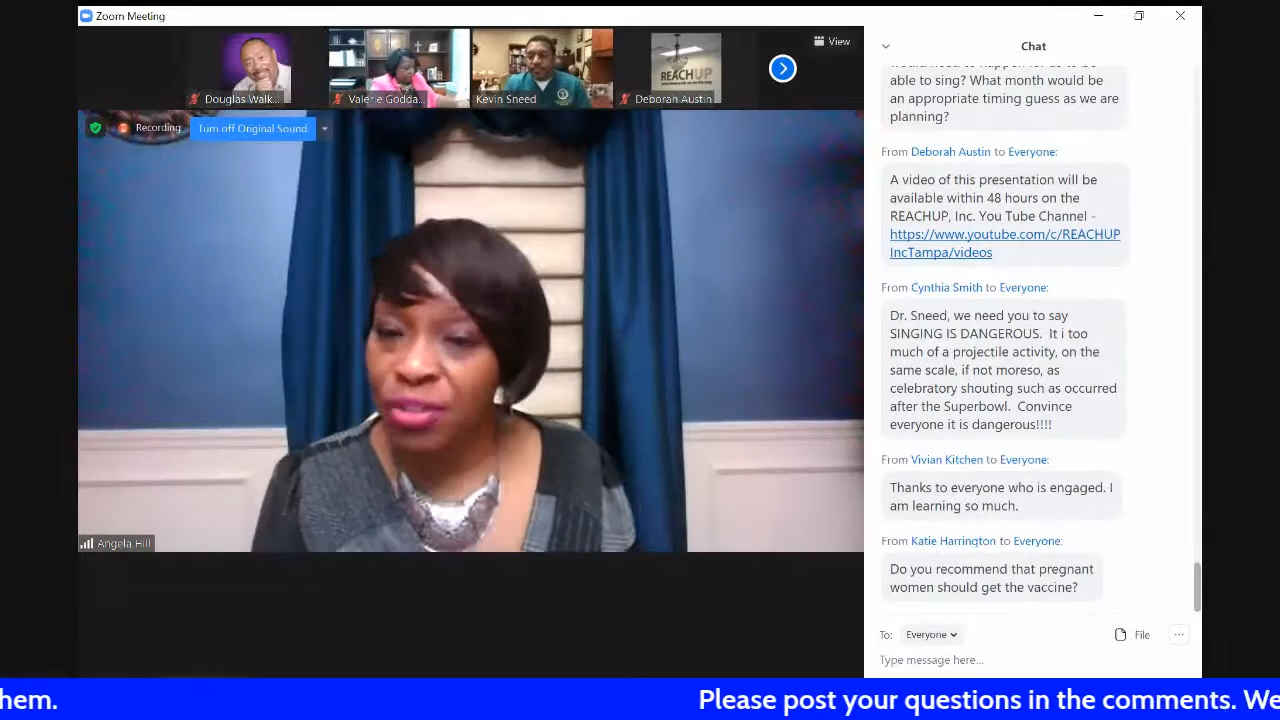 Zoom Meeting
View
Douglas Walk...
Valerie Godda...
Kevin Sneed
REACHUP
Deborah Austin
Recording
Turn off Original Sound
Angela Hill
Chat
able to sing? What month would be
an appropriate timing guess as we are
planning?
From Deborah Austin to Everyone:
A video of this presentation will be
available within 48 hours on the
REACHUP, Inc. You Tube Channel -
https://www.youtube.com/c/REACHUP
IncTampa/videos
From Cynthia Smith to Everyone:
Dr. Sneed, we need you to say
SINGING IS DANGEROUS. It i too
much of a projectile activity, on the
same scale, if not moreso, as
celebratory shouting such as occurred
after the Superbowl. Convince
everyone it is dangerous!!!!
From Vivian Kitchen to Everyone:
Thanks to everyone who is engaged. I
am learning so much.
From Katie Harrington to Everyone:
Do you recommend that pregnant
women should get the vaccine?
To: Everyone
File
Type message here...
hem.
Please post your questions in the comments. We